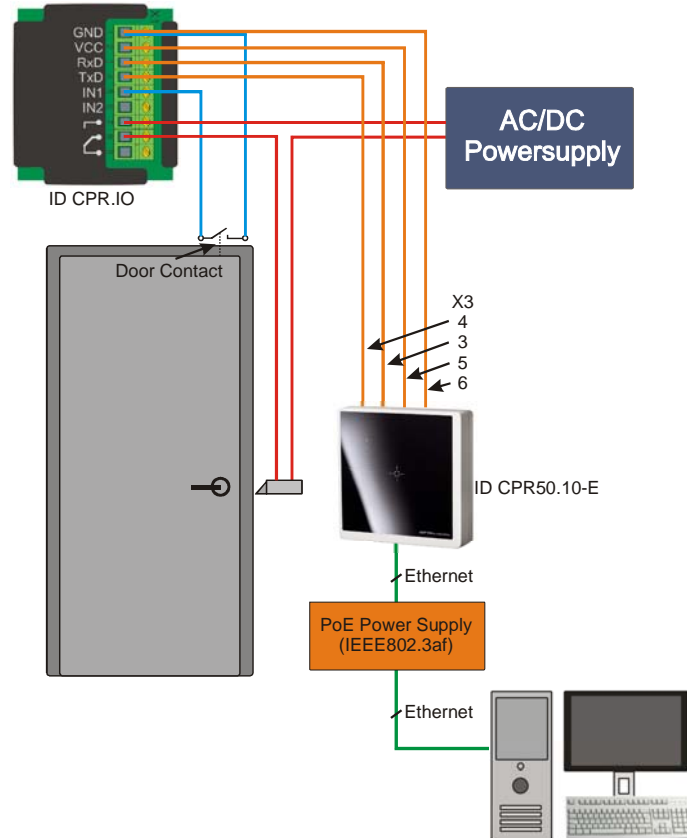 GND
VCC
RxD
TxD
IN1
IN2
ID CPR.IO
AC/DC
Powersupply
Door Contact
X3
4
3
5
6
ID CPR50.10-E
Ethernet
PoE Power Supply
(IEEE802.3af)
Ethernet